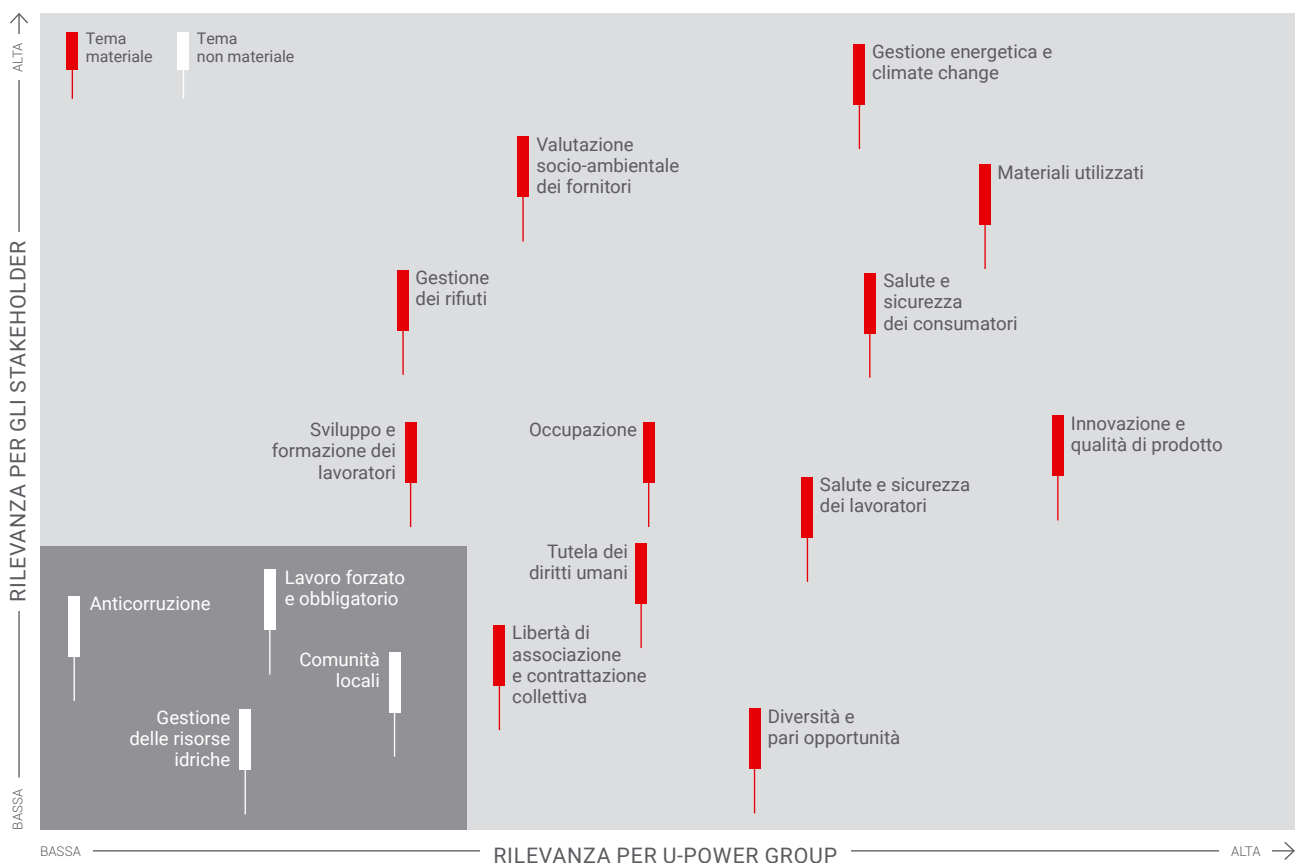 ALTA
RILEVANZA PER GLI STAKEHOLDER
BASSA
Tema
materiale
Tema
non materiale
Gestione energetica e
climate change
Valutazione
socio-ambientale
dei fornitori
Materiali utilizzati
Gestione
dei rifiuti
Salute e
sicurezza
dei consumatori
Sviluppo e
formazione dei
lavoratori
Occupazione
Innovazione e
qualità di prodotto
Salute e sicurezza
dei lavoratori
Tutela dei
diritti umani
Lavoro forzato
e obbligatorio
Anticorruzione
Libertà di
associazione
e contrattazione
collettiva
Comunità
locali
Gestione
delle risorse
idriche
Diversità e
pari opportunità
BASSA
RILEVANZA PER U-POWER GROUP
ALTA